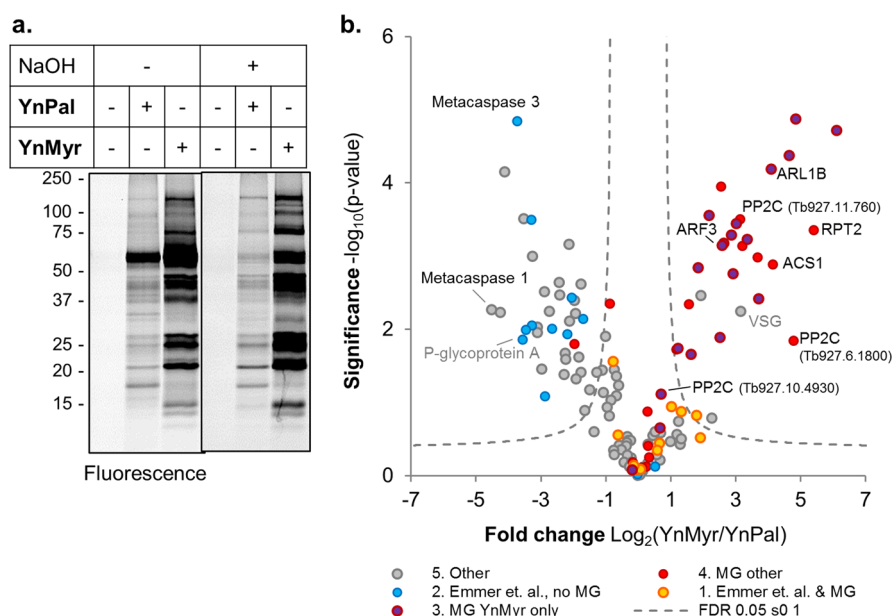 a.
NaOH - +
YnPal - + - - + -
YnMyr - - + - - +
250 -
100 -
75 -
50 -
37 -
25 -
20 -
15 -
Fluorescence
b.
Significance -log10(p-value)
6
4
2
0
-7 -5 -3 -1 1 3 5 7
Fold change Log2(YnMyr/YnPal)
Metacaspase 3
Metacaspase 1
P-glycoprotein A
ARL1B
PP2C (Tb927.11.760)
ARF3
RPT2
ACS1
VSG
PP2C
(Tb927.6.1800)
PP2C (Tb927.10.4930)
5. Other
2. Emmer et. al., no MG
3. MG YnMyr only
4. MG other
1. Emmer et. al. & MG
FDR 0.05 s0 1